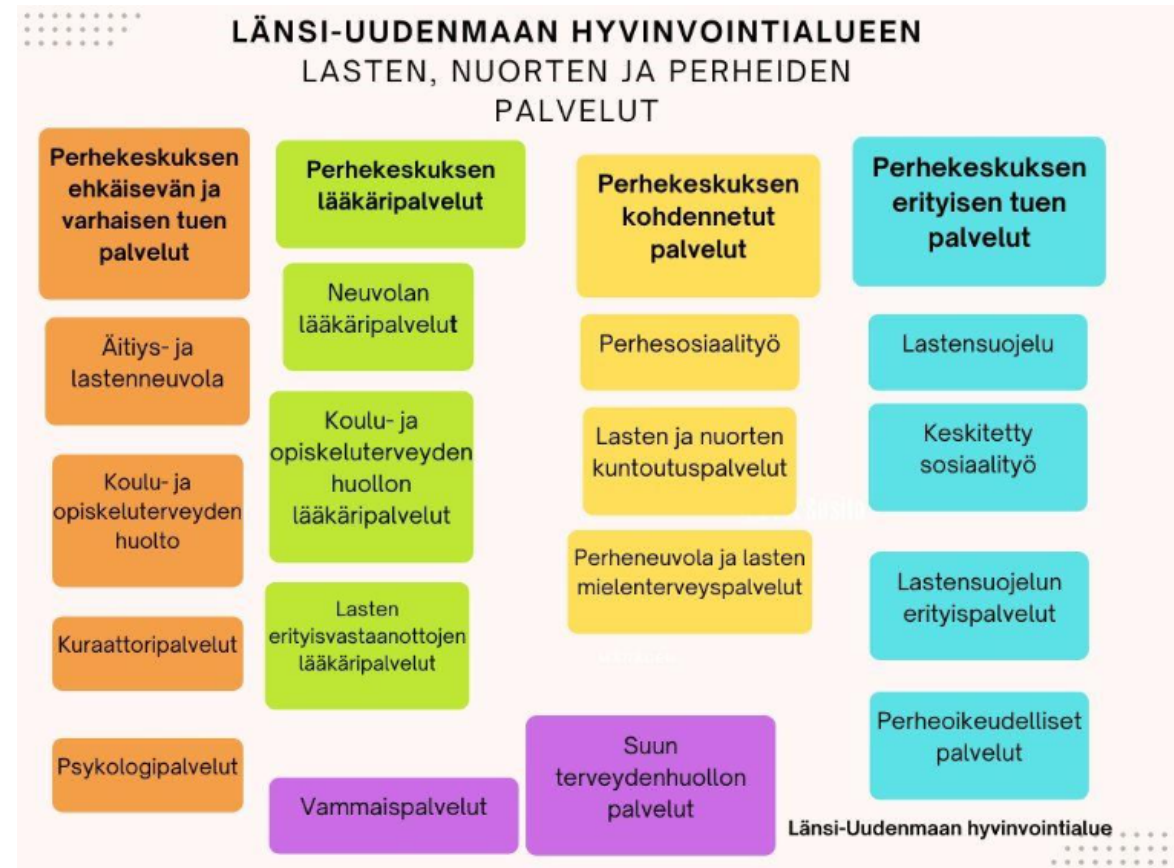 LÄNSI-UUDENMAAN HYVINVOINTIALUEEN
LASTEN, NUORTEN JA PERHEIDEN
PALVELUT
Perhekeskuksen
ehkäisevän ja
varhaisen tuen
palvelut
Äitiys- ja
lastenneuvola
Koulu- ja
opiskeluterveyden
huolto
Kuraattoripalvelut
Psykologipalvelut
Perhekeskuksen
lääkäripalvelut
Neuvolan
lääkäripalvelut
Koulu- ja
opiskeluterveyden
huollon
lääkäripalvelut
Lasten
erityisvastaanottojen
lääkäripalvelut
Vammaispalvelut
Perhekeskuksen
kohdennetut
palvelut
Perhesosiaalityö
Lasten ja nuorten
kuntoutuspalvelut
Perheneuvola ja lasten
mielenterveyspalvelut
Suun
terveydenhuollon
palvelut
Perhekeskuksen
erityisen tuen
palvelut
Lastensuojelu
Keskitetty
sosiaalityö
Lastensuojelun
erityispalvelut
Perheoikeudelliset
palvelut
Länsi-Uudenmaan hyvinvointialue